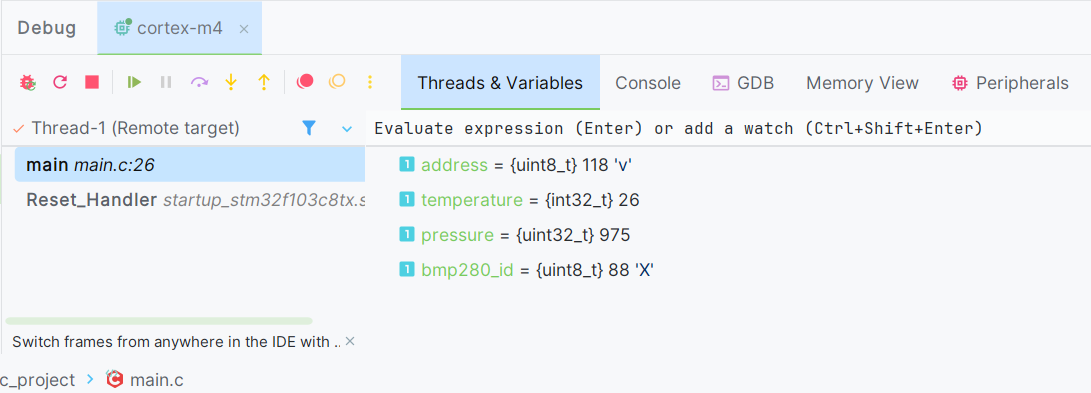 Debug cortex-m4 ×
Threads & Variables Console GDB Memory View Peripherals
Thread-1 (Remote target)
Evaluate expression (Enter) or add a watch (Ctrl+Shift+Enter)
main main.c:26
Reset_Handler startup_stm32f103c8tx.s
address = {uint8_t} 118 'v'
temperature = {int32_t} 26
pressure = {uint32_t} 975
bmp280_id = {uint8_t} 88 'X'
Switch frames from anywhere in the IDE with .. ×
c_project > main.c